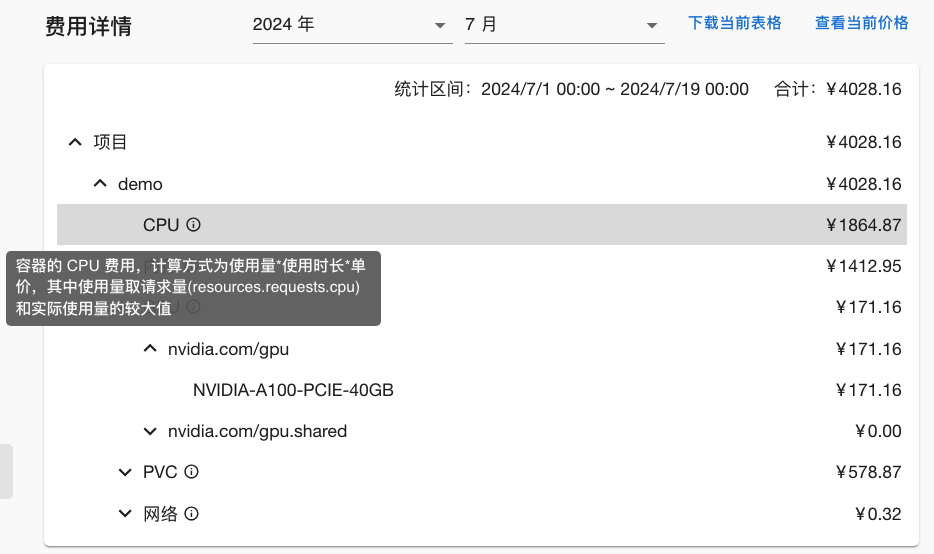 费用详情
2024 年
7 月
下载当前表格
查看当前价格
统计区间：2024/7/1 00:00 ~ 2024/7/19 00:00 合计：¥4028.16
项目 ¥4028.16
demo ¥4028.16
CPU ¥1864.87
容器的 CPU 费用，计算方式为使用量*使用时长*单
价，其中使用量取请求量(resources.requests.cpu)
和实际使用量的较大值
¥1412.95
¥171.16
nvidia.com/gpu ¥171.16
NVIDIA-A100-PCIE-40GB ¥171.16
nvidia.com/gpu.shared ¥0.00
PVC ¥578.87
网络 ¥0.32